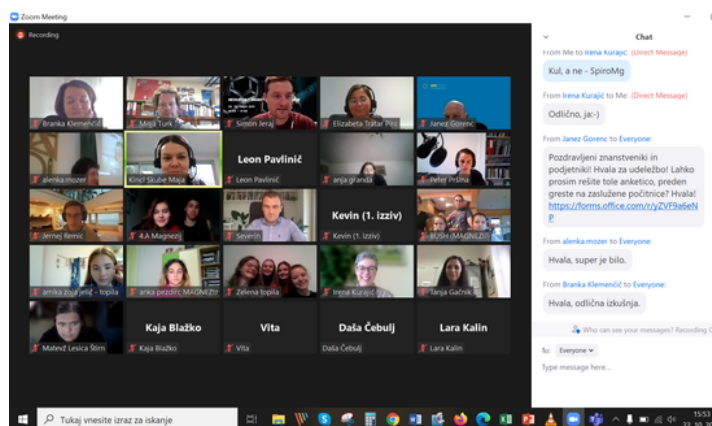 Zoom Meeting
Recording
Chat
From Me to Irena Kurajić: (Direct Message)
Kul, a ne - SpiroMg
From Irena Kurajić to Me: (Direct Message)
Odlično, ja:-)
From Janez Gorenc to Everyone:
Pozdravljeni znanstveniki in
podjetniki! Hvala za udeležbo! Lahko
prosim rešite tole anketico, preden
greste na zaslužene počitnice? Hvala!
https://forms.office.com/r/yZVF9a6eN
P
From alenka.mozer to Everyone:
Hvala, super je bilo.
From Branka Klemenčič to Everyone:
Hvala, odlična izkušnja.
Who can see your messages? Recording
To: Everyone
Type message here...
Branka Klemenčič
Mitja Turk
Simon Jeraj
Elizabeta Tratar Pirc
Janez Gorenc
alenka.mozer
Kinci Skube Maja
Leon Pavlinič
Leon Pavlinič
anja granda
Peter Pršina
Jernej Remic
4.A Magnezij
Severin
Kevin (1. izziv)
Kevin (1. izziv)
BUSH (MAGNEZIJ)
anka pezdirc MAGNEZIJ
Zelena topila
Irena Kurajić
Tanja Gačnik
Matevž Lesica Štirn
Kaja Blažko
Kaja Blažko
Vita
Vita
Daša Čebulj
Daša Čebulj
Lara Kalin
Lara Kalin
Tukaj vnesite izraz za iskanje
15:53